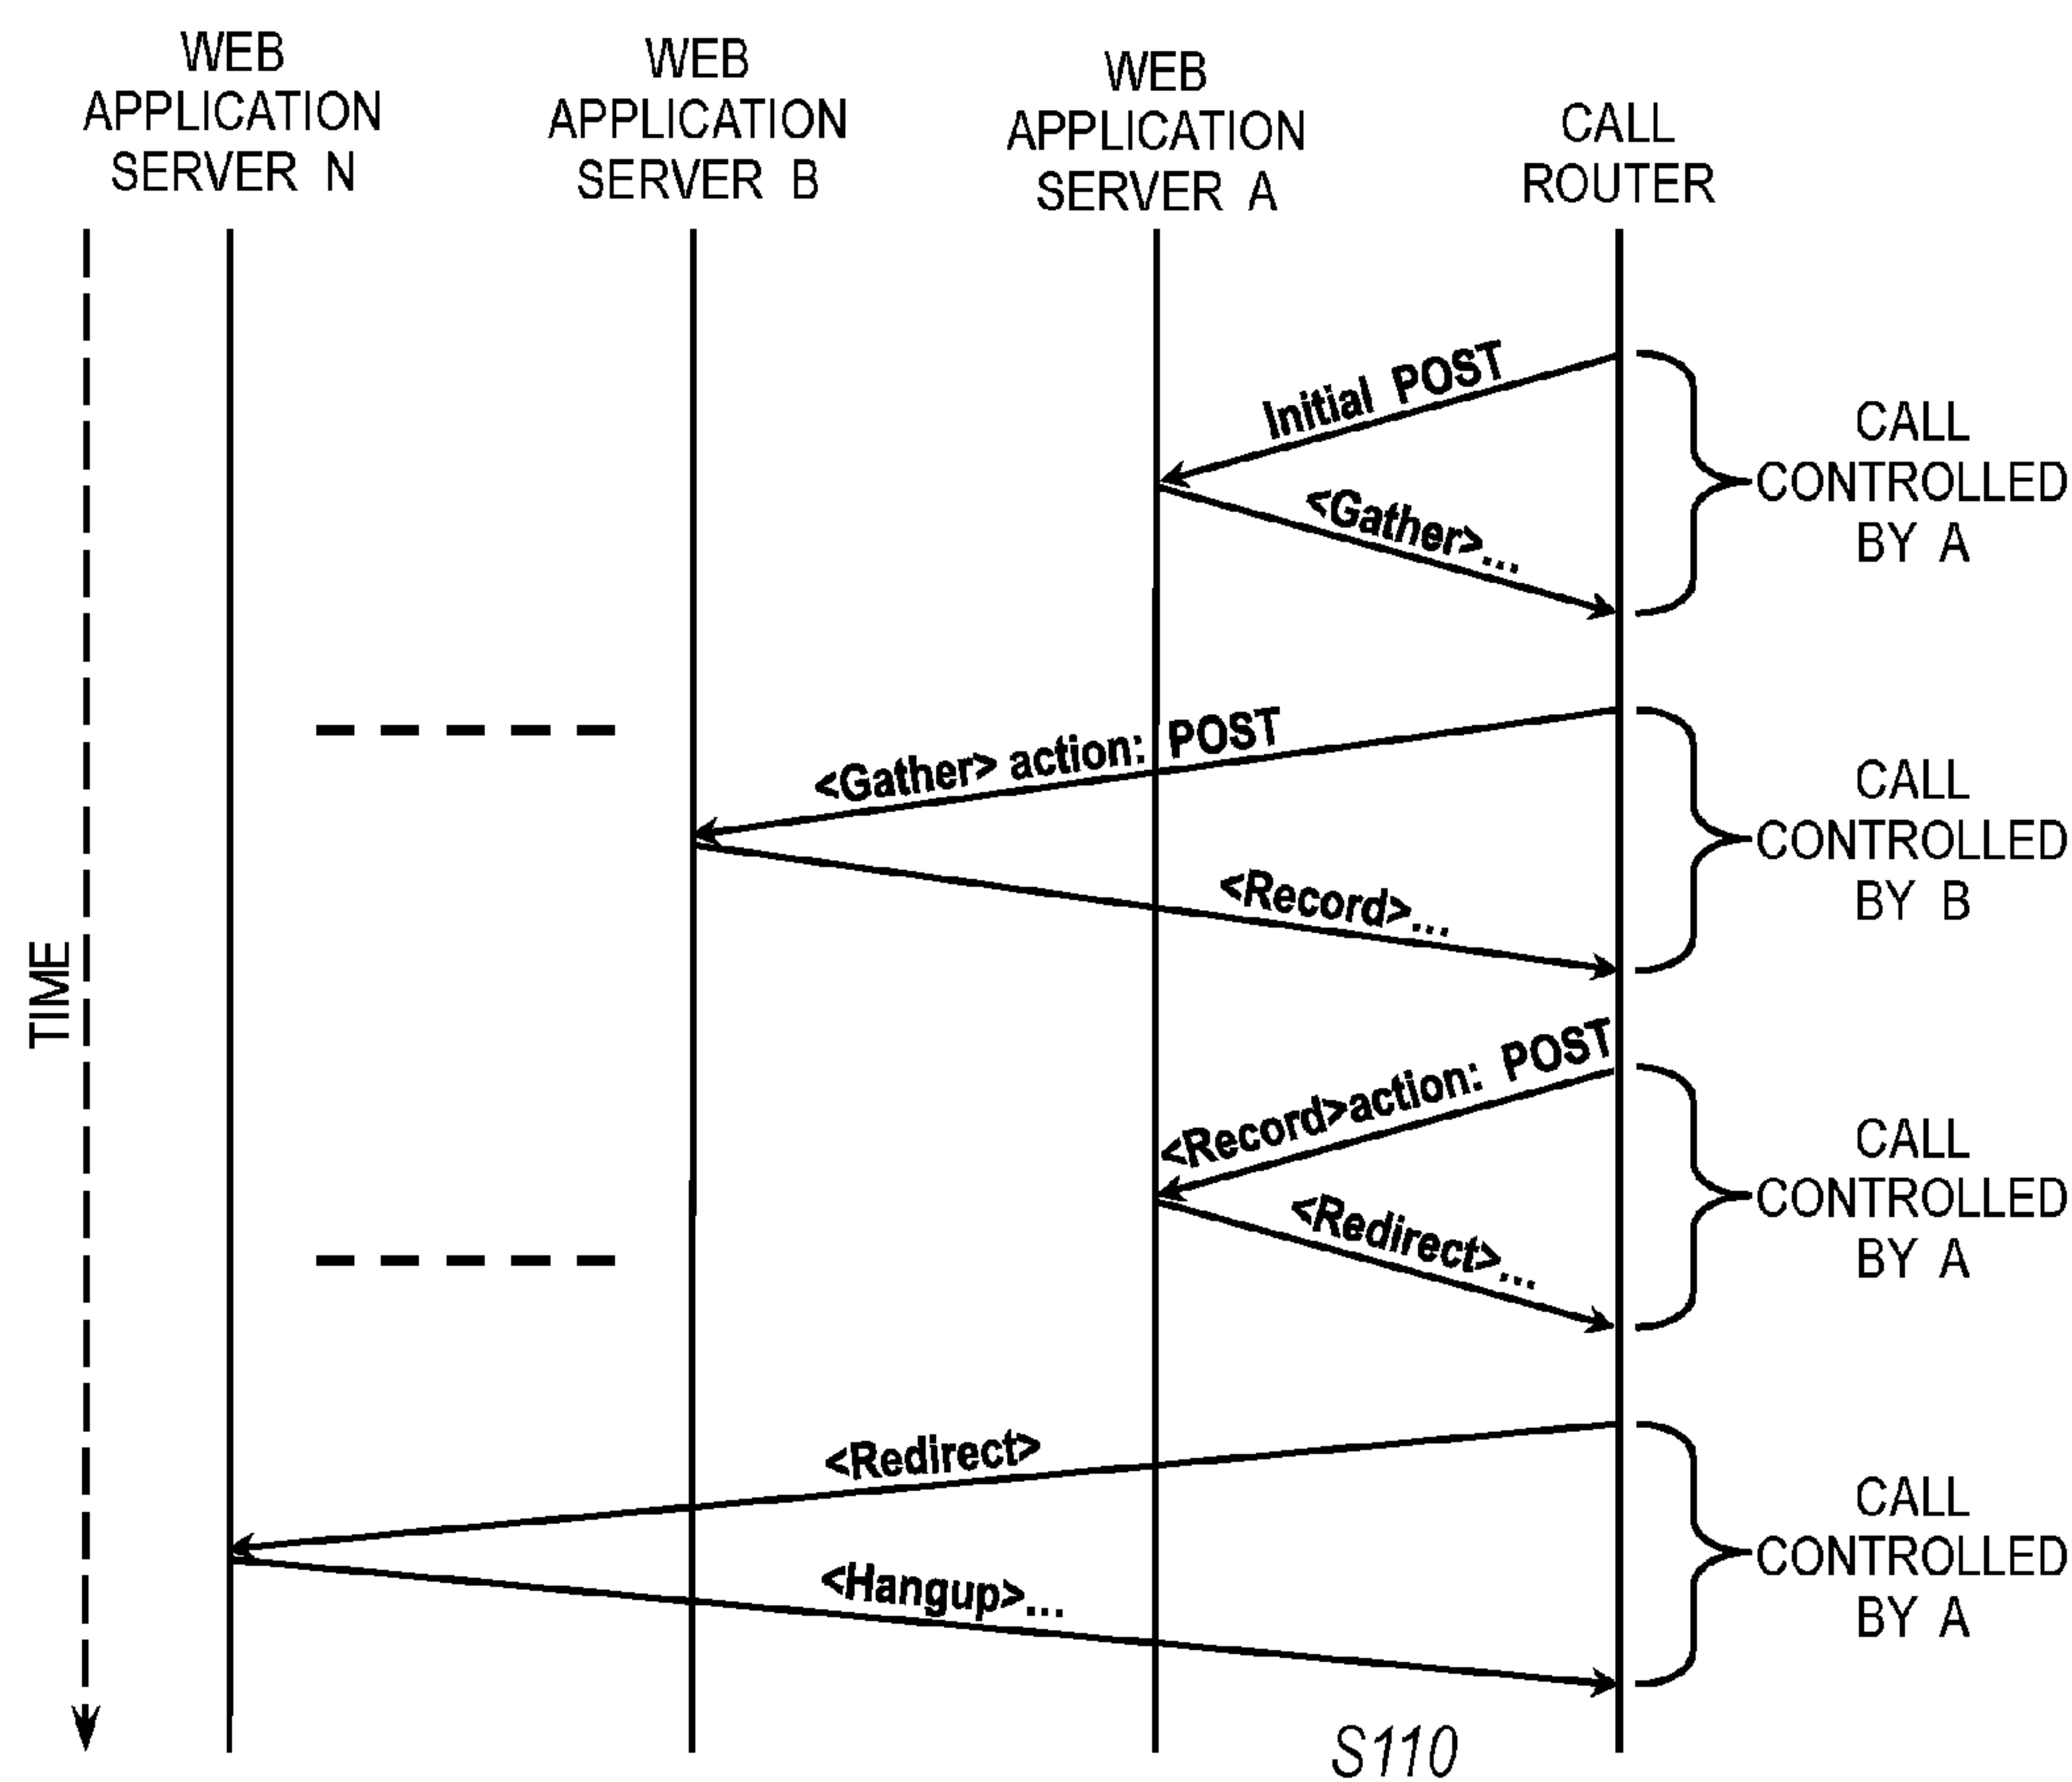 WEB
APPLICATION
SERVER N
WEB
APPLICATION
SERVER B
WEB
APPLICATION
SERVER A
CALL
ROUTER
TIME
Initial POST
<Gather>...
CALL
CONTROLLED
BY A
<Gather> action: POST
<Record>...
CALL
CONTROLLED
BY B
<Record>action: POST
<Redirect>...
CALL
CONTROLLED
BY A
<Redirect>
<Hangup>...
CALL
CONTROLLED
BY A
S110